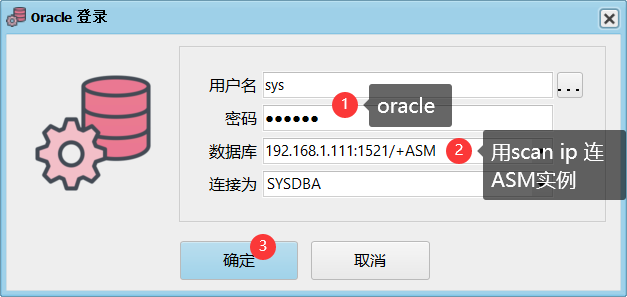 Oracle 登录
用户名 sys ...
密码 ●●●●●● 1 oracle
数据库 192.168.1.111:1521/+ASM 2 用scan ip 连
ASM实例
连接为 SYSDBA
3
确定 取消